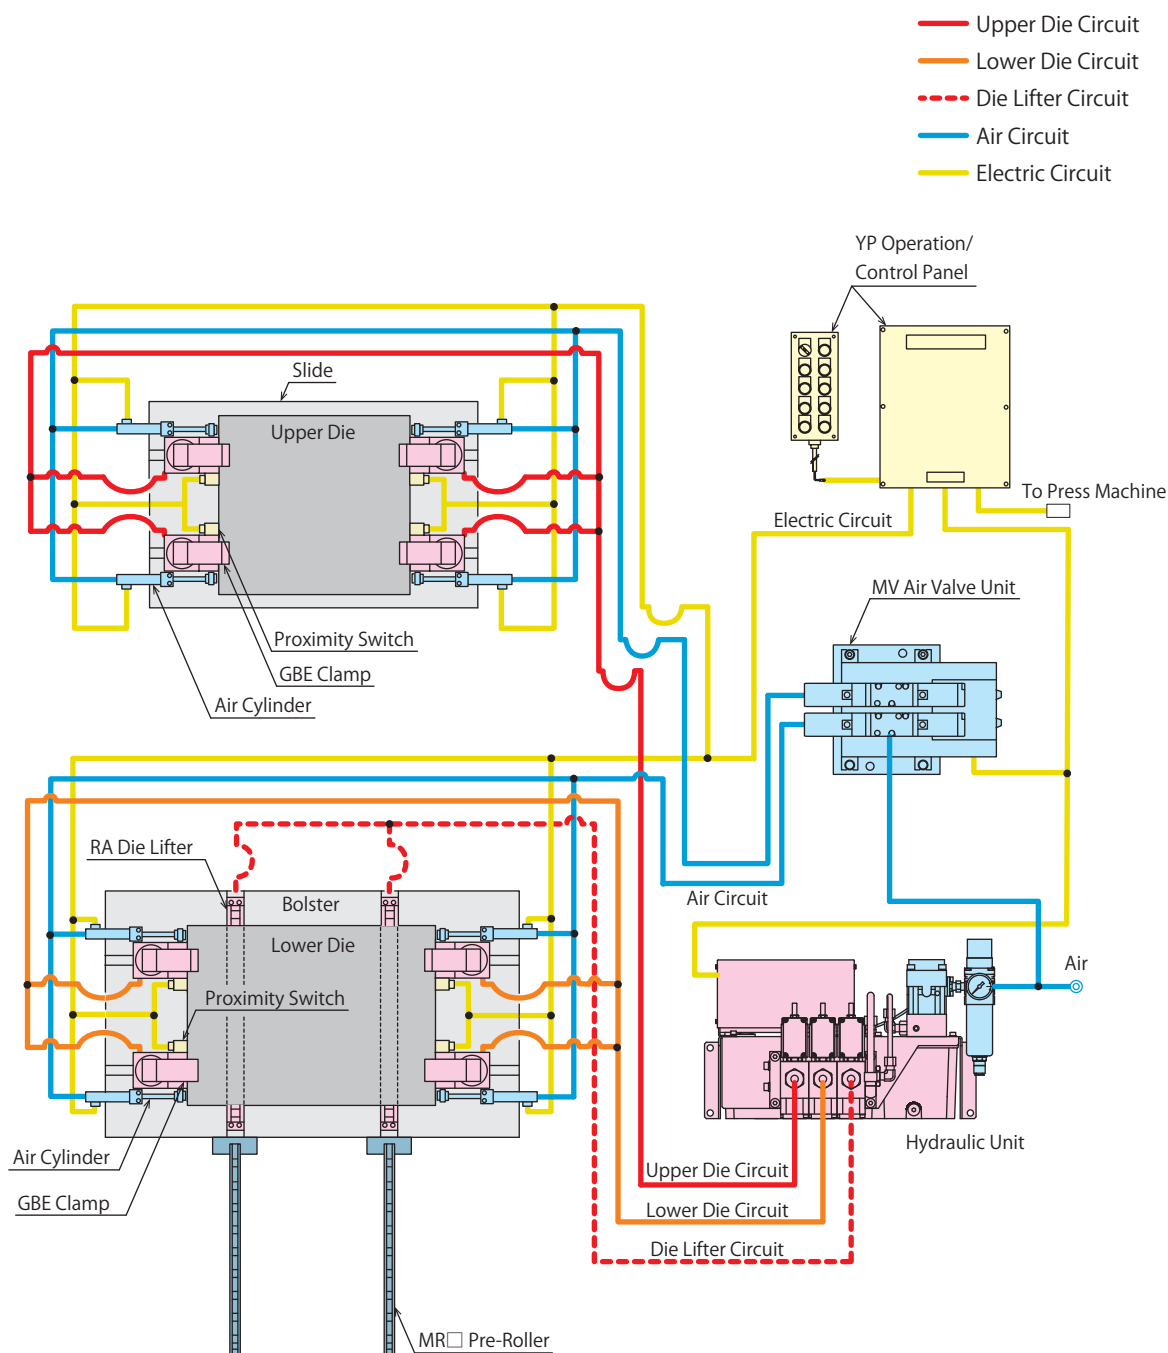 Upper Die Circuit
Lower Die Circuit
Die Lifter Circuit
Air Circuit
Electric Circuit
YP Operation/
Control Panel
Slide
Upper Die
To Press Machine
Electric Circuit
MV Air Valve Unit
Proximity Switch
GBE Clamp
Air Cylinder
RA Die Lifter
Bolster
Air Circuit
Lower Die
Air
Proximity Switch
Hydraulic Unit
Air Cylinder
Upper Die Circuit
GBE Clamp
Lower Die Circuit
Die Lifter Circuit
MR□ Pre-Roller